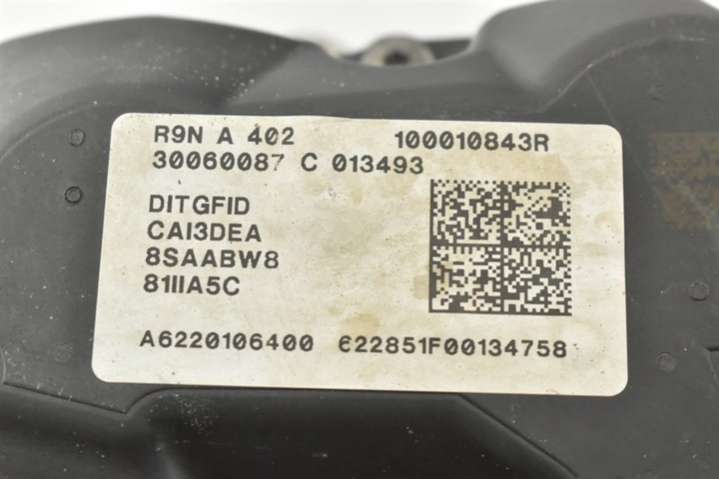 R9N A 402 100010843R
30060087 C 013493
DITGFID
CAI3DEA
8SAABW8
81IIA5C
A6220106400 622851F00134758